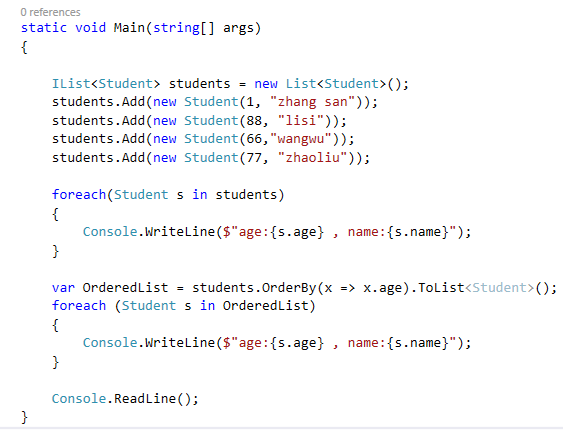 0 references
static void Main(string[] args)
{
IList<Student> students = new List<Student>();
students.Add(new Student(1, "zhang san"));
students.Add(new Student(88, "lisi"));
students.Add(new Student(66,"wangwu"));
students.Add(new Student(77, "zhaoliu"));
foreach(Student s in students)
{
Console.WriteLine($"age:{s.age} , name:{s.name}");
}
var OrderedList = students.OrderBy(x => x.age).ToList<Student>();
foreach (Student s in OrderedList)
{
Console.WriteLine($"age:{s.age} , name:{s.name}");
}
Console.ReadLine();
}